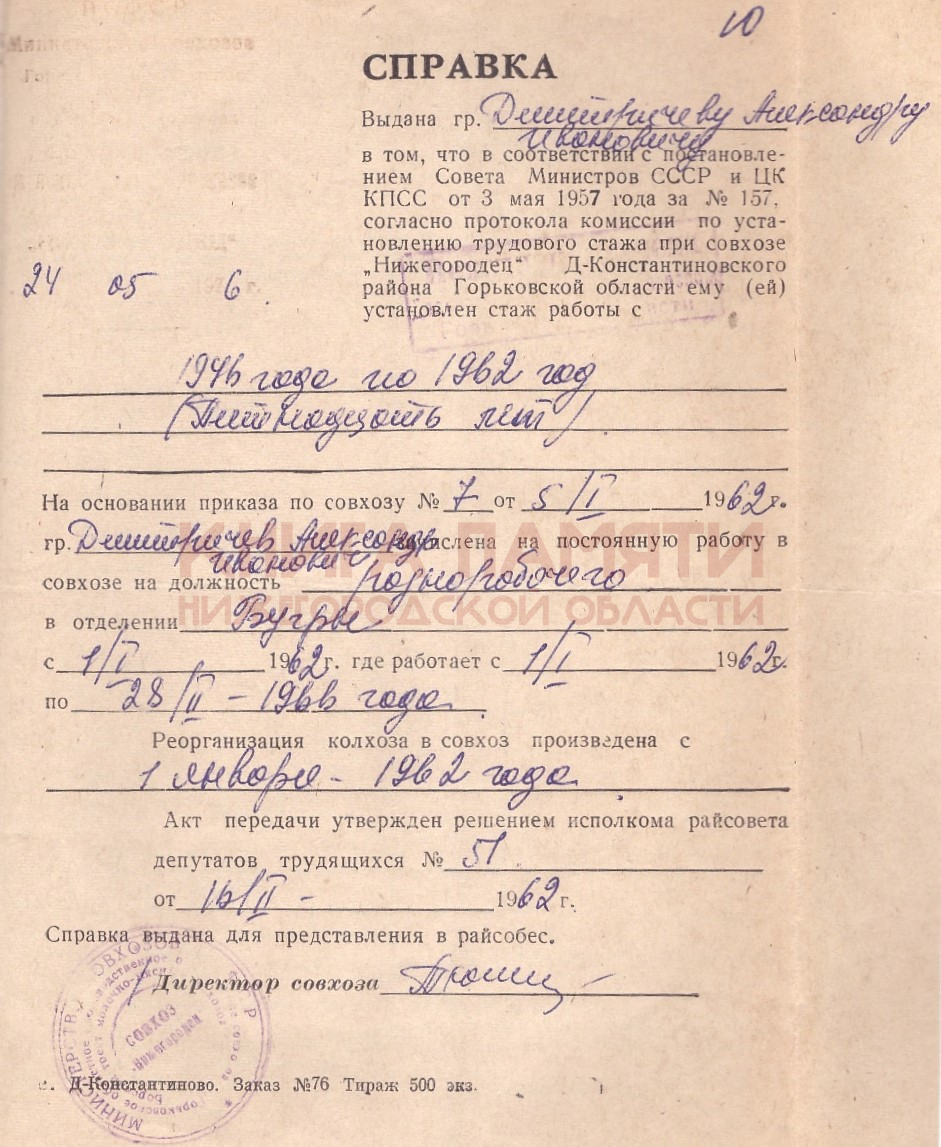 10
СПРАВКА
Выдана гр. Дмитричеву Александру
Ивановичу
в том, что в соответствии с постановле-
нием Совета Министров СССР и ЦК
КПСС от 3 мая 1957 года за № 157,
согласно протокола комиссии по уста-
новлению трудового стажа при совхозе
„Нижегородец“ Д-Константиновского
района Горьковской области ему (ей)
установлен стаж работы с
24 05 6. г.
1946 года по 1962 год
(Пятнадцать лет)
На основании приказа по совхозу № 7 от 5/I 1962 г.
гр. Дмитричев Александр числена на постоянную работу в
Иванович
совхозе на должность разнорабочего
в отделении Бугры
с 1/I 1962 г. где работает с 1/I 1962 г.
по 28/II – 1966 года
Реорганизация колхоза в совхоз произведена с
1 января – 1962 года
Акт передачи утвержден решением исполкома райсовета
депутатов трудящихся № 51
от 16/II – 1962 г.
Справка выдана для представления в райсобес.
Директор совхоза
СОВХОЗ
Нижегородец
Д-Константиново. Заказ №76 Тираж 500 экз.
КНИГА ПАМЯТИ
НИЖЕГОРОДСКОЙ ОБЛАСТИ